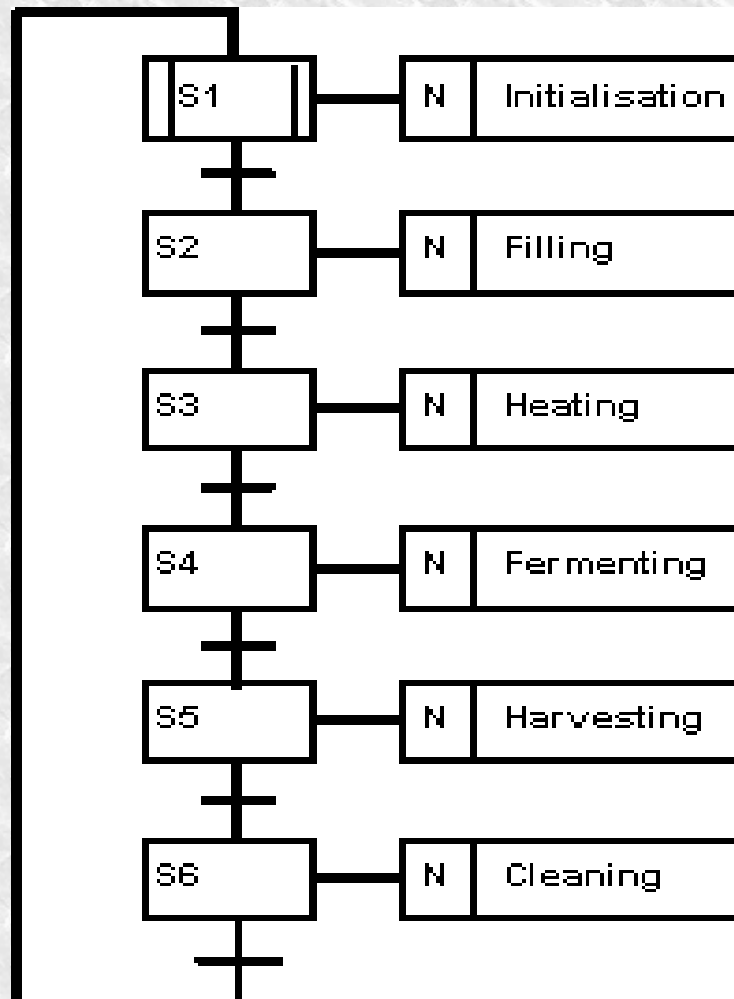 S1 N Initialisation
S2 N Filling
S3 N Heating
S4 N Fermenting
S5 N Harvesting
S6 N Cleaning